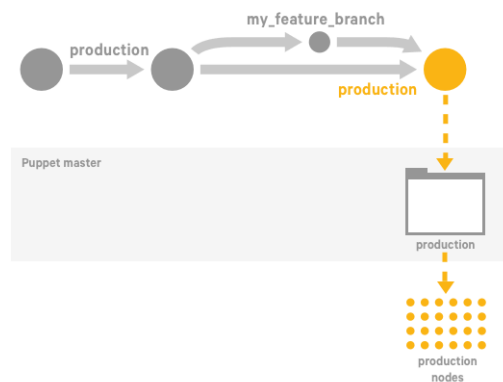 my_feature_branch
production
production
Puppet master
production
production
nodes